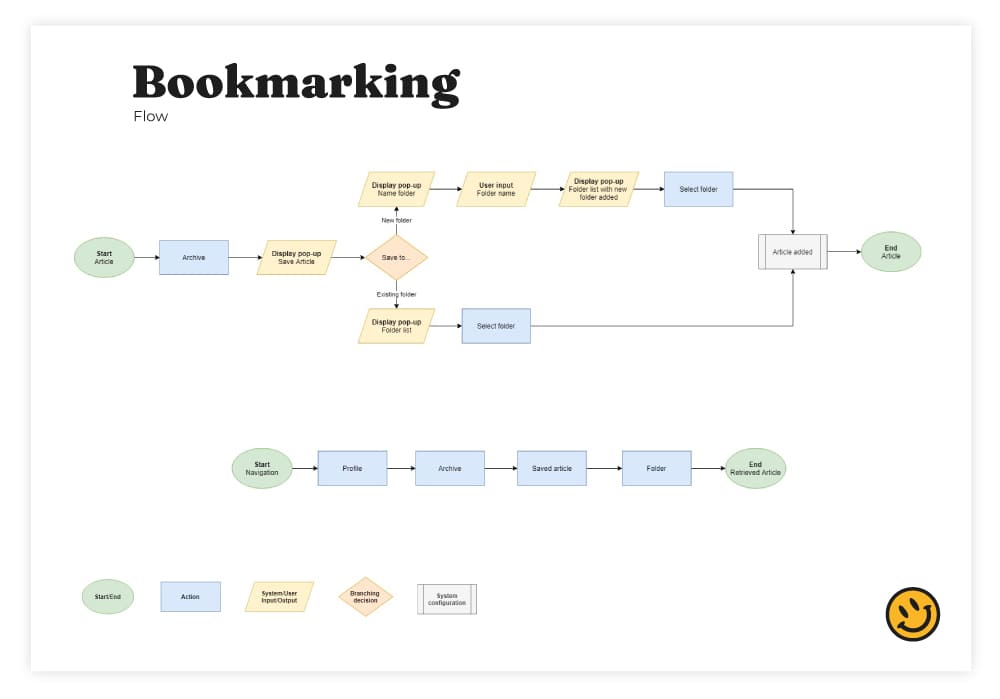 Bookmarking
Flow
Display pop-up
Name folder
User input
Folder name
Display pop-up
Folder list with new
folder added
Select folder
New folder
Start
Article
Archive
Display pop-up
Save Article
Save to...
Article added
End
Article
Existing folder
Display pop-up
Folder list
Select folder
Start
Navigation
Profile
Archive
Saved article
Folder
End
Retrieved Article
Start/End
Action
System/User
Input/Output
Branching
decision
System
configuration